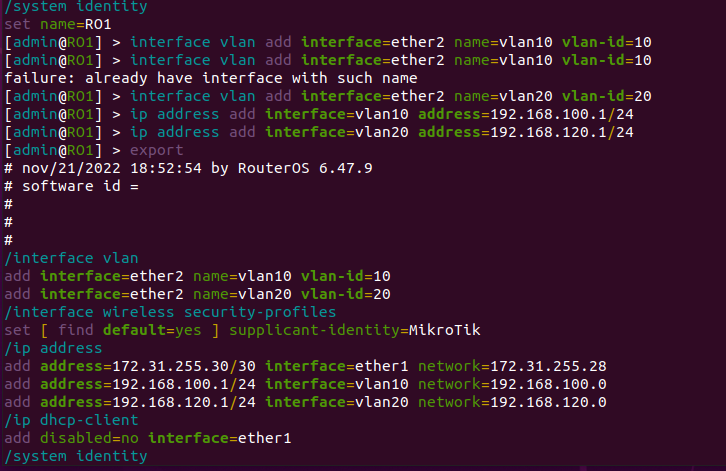 /system identity
set name=RO1
[admin@RO1] > interface vlan add interface=ether2 name=vlan10 vlan-id=10
[admin@RO1] > interface vlan add interface=ether2 name=vlan10 vlan-id=10
failure: already have interface with such name
[admin@RO1] > interface vlan add interface=ether2 name=vlan20 vlan-id=20
[admin@RO1] > ip address add interface=vlan10 address=192.168.100.1/24
[admin@RO1] > ip address add interface=vlan20 address=192.168.120.1/24
[admin@RO1] > export
# nov/21/2022 18:52:54 by RouterOS 6.47.9
# software id =
#
#
#
/interface vlan
add interface=ether2 name=vlan10 vlan-id=10
add interface=ether2 name=vlan20 vlan-id=20
/interface wireless security-profiles
set [ find default=yes ] supplicant-identity=MikroTik
/ip address
add address=172.31.255.30/30 interface=ether1 network=172.31.255.28
add address=192.168.100.1/24 interface=vlan10 network=192.168.100.0
add address=192.168.120.1/24 interface=vlan20 network=192.168.120.0
/ip dhcp-client
add disabled=no interface=ether1
/system identity